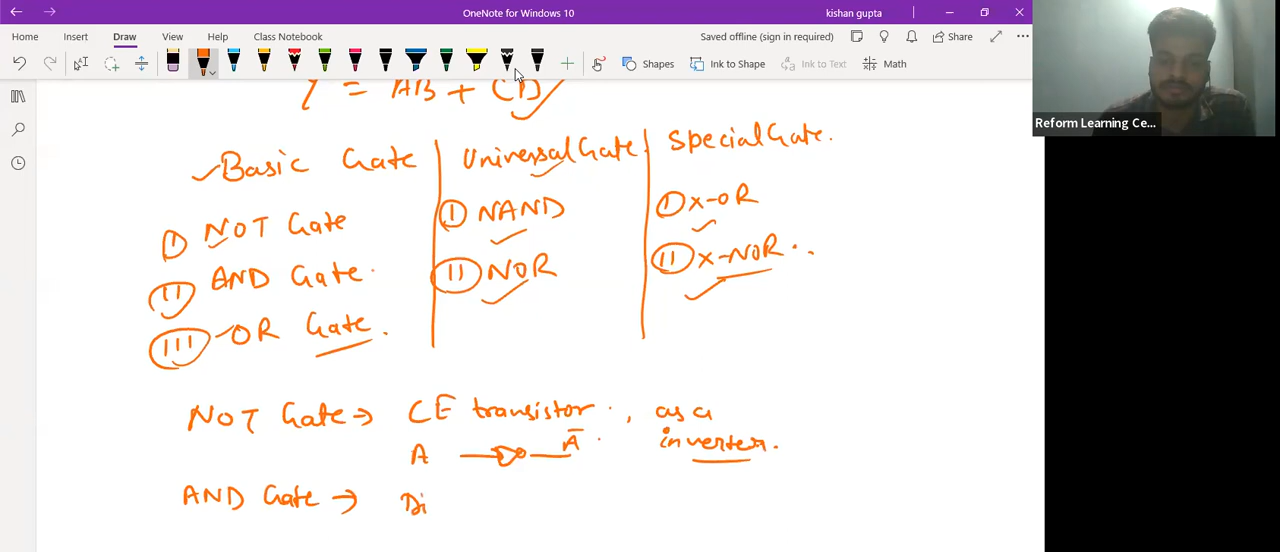 OneNote for Windows 10
kishan gupta
Home Insert Draw View Help Class Notebook
Saved offline (sign in required)
Share
Shapes
Ink to Shape
Ink to Text
Math
Reform Learning Ce...
Y = AB + CD
Basic Gate
I NOT Gate
II AND Gate.
III OR Gate.
Universal Gate
I NAND
II NOR
Special Gate.
I X-OR
II X-NOR..
NOT Gate → CE transistor., as a
inverter.
A Ā.
AND Gate → Di